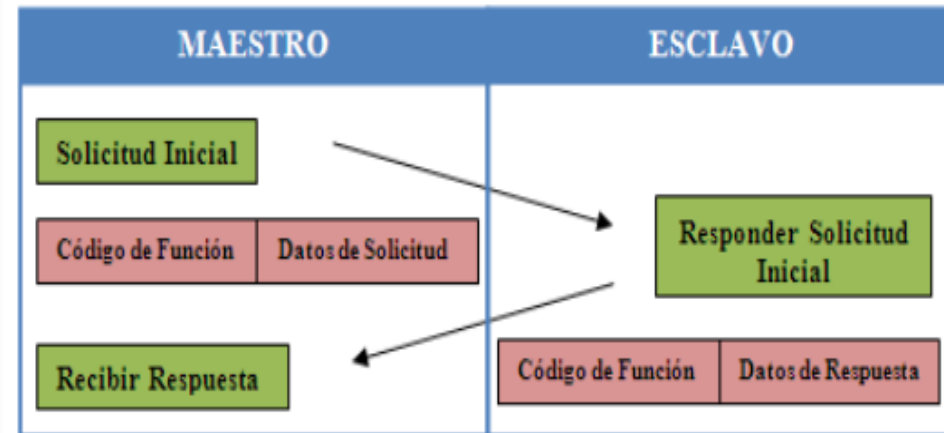 MAESTRO
ESCLAVO
Solicitud Inicial
Código de Función
Datos de Solicitud
Recibir Respuesta
Responder Solicitud
Inicial
Código de Función
Datos de Respuesta